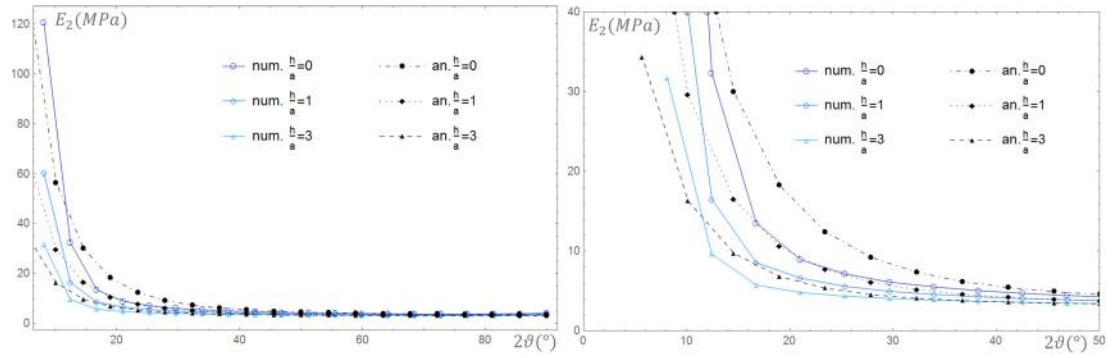 E₂(MPa)
120
100
80
60
40
20
0
num. h/a=0
an. h/a=0
num. h/a=1
an. h/a=1
num. h/a=3
an. h/a=3
20
40
60
80
2ϑ(°)
E₂(MPa)
40
30
20
10
0
num. h/a=0
an. h/a=0
num. h/a=1
an. h/a=1
num. h/a=3
an. h/a=3
0
10
20
30
40
50
2ϑ(°)